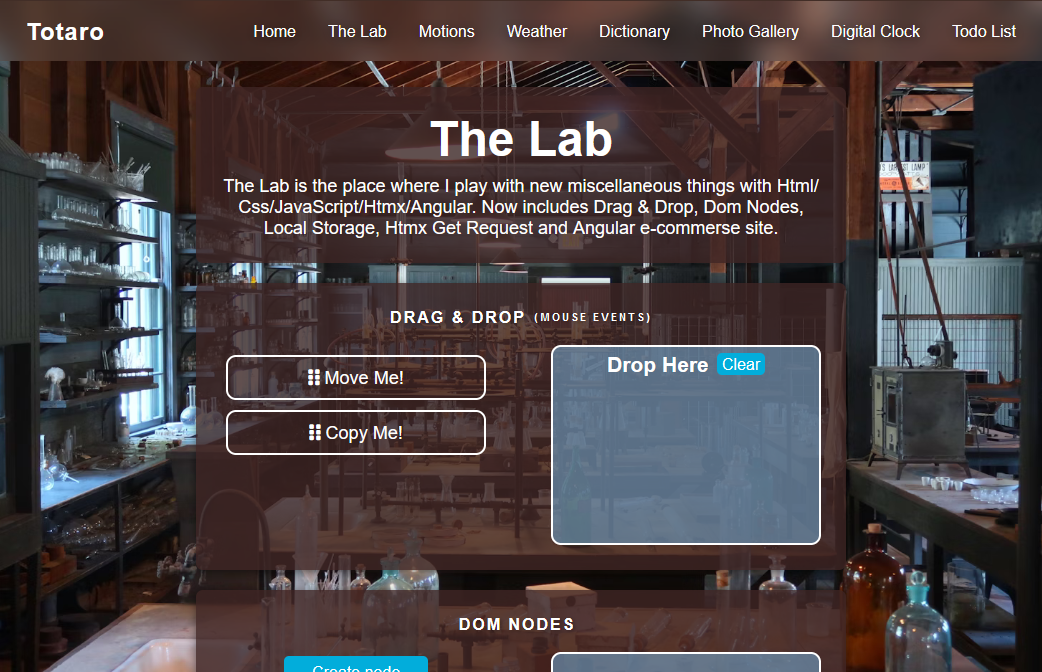 Totaro
Home The Lab Motions Weather Dictionary Photo Gallery Digital Clock Todo List
The Lab
The Lab is the place where I play with new miscellaneous things with Html/
Css/JavaScript/Htmx/Angular. Now includes Drag & Drop, Dom Nodes,
Local Storage, Htmx Get Request and Angular e-commerse site.
DRAG & DROP (MOUSE EVENTS)
Move Me!
Copy Me!
Drop Here Clear
DOM NODES
Create node